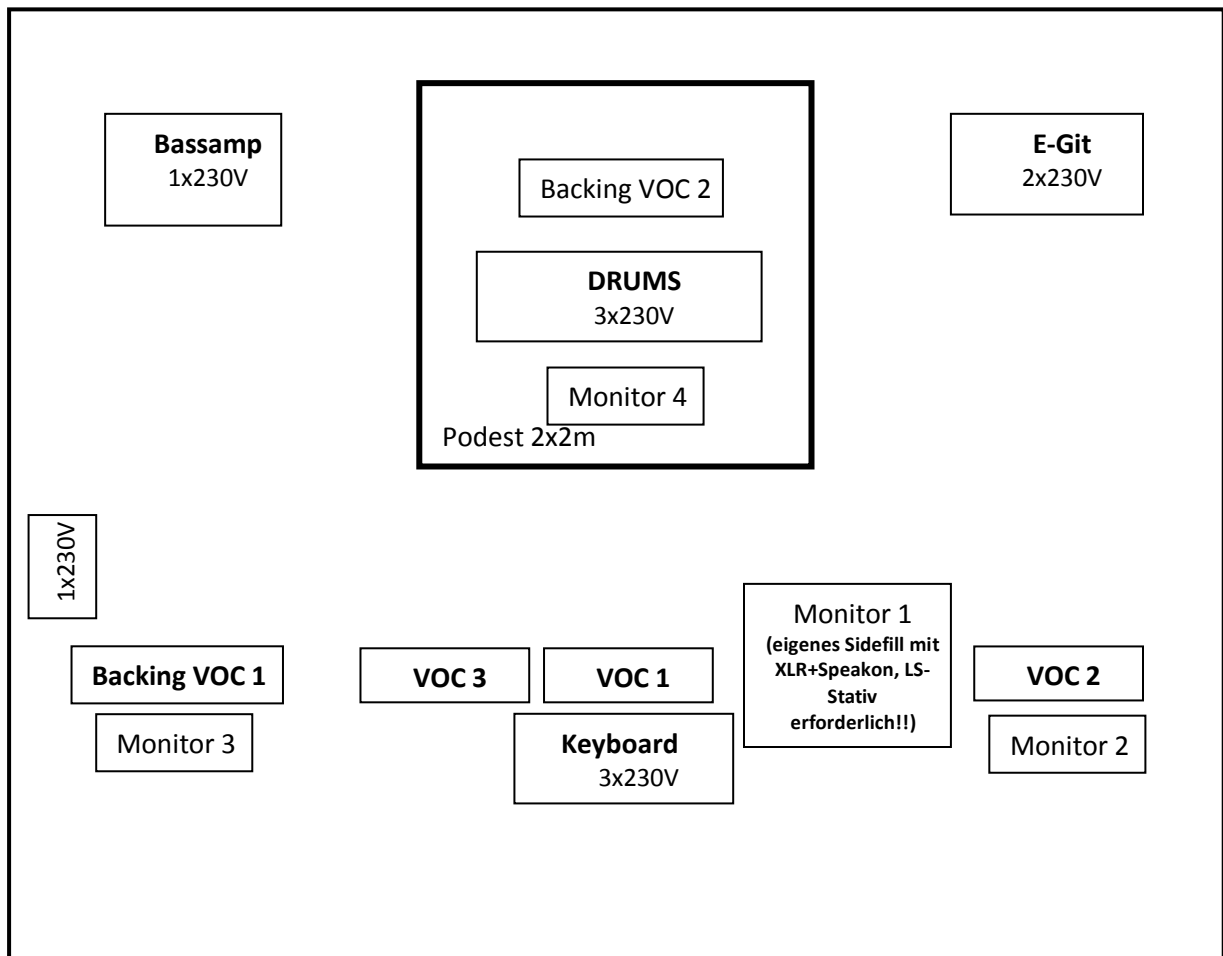 Bassamp
1x230V
E-Git
2x230V
Backing VOC 2
DRUMS
3x230V
Monitor 4
Podest 2x2m
1x230V
Monitor 1
(eigenes Sidefill mit
XLR+Speakon, LS-
Stativ
erforderlich!!)
Backing VOC 1
VOC 3
VOC 1
VOC 2
Monitor 3
Keyboard
3x230V
Monitor 2